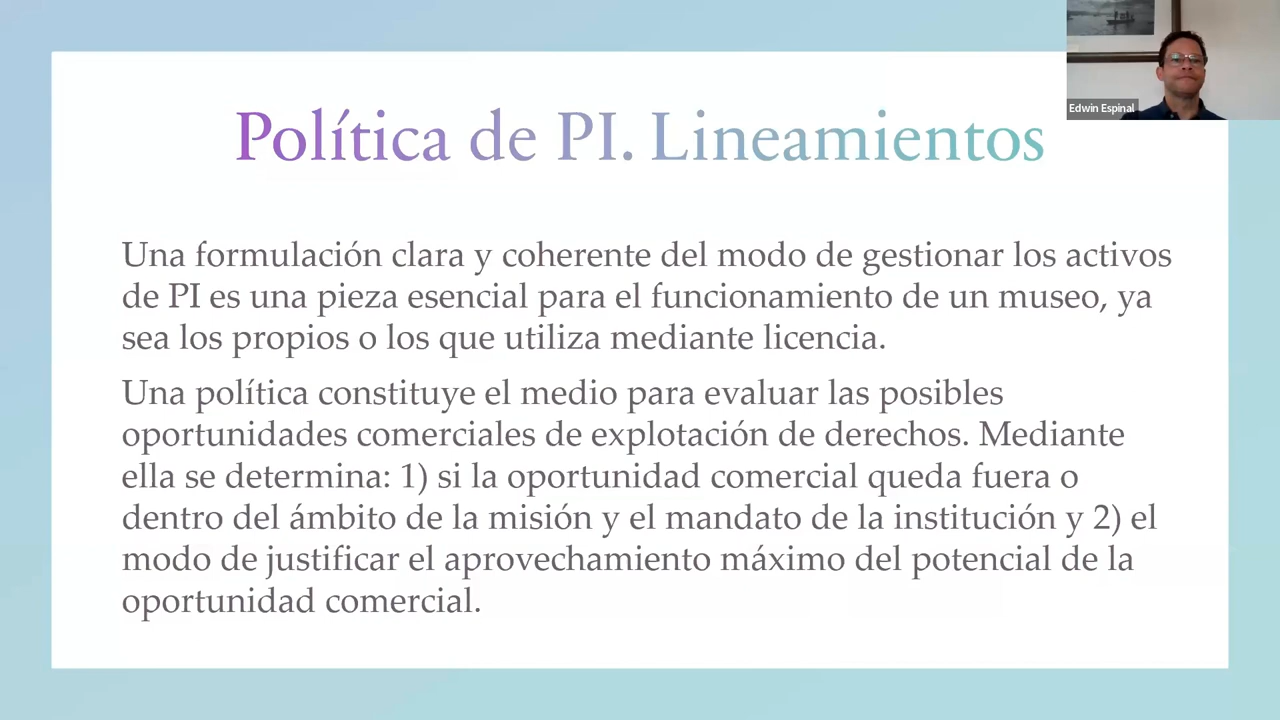 Edwin Espinal
Política de PI. Lineamientos
Una formulación clara y coherente del modo de gestionar los activos
de PI es una pieza esencial para el funcionamiento de un museo, ya
sea los propios o los que utiliza mediante licencia.
Una política constituye el medio para evaluar las posibles
oportunidades comerciales de explotación de derechos. Mediante
ella se determina: 1) si la oportunidad comercial queda fuera o
dentro del ámbito de la misión y el mandato de la institución y 2) el
modo de justificar el aprovechamiento máximo del potencial de la
oportunidad comercial.